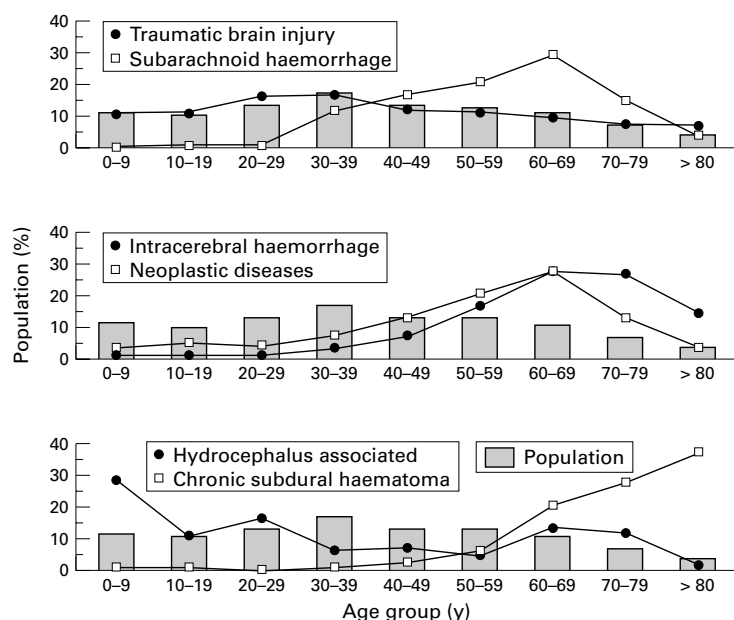 40
30
20
10
0
Traumatic brain injury
Subarachnoid haemorrhage
0–9 10–19 20–29 30–39 40–49 50–59 60–69 70–79 > 80
Population (%)
40
30
20
10
0
Intracerebral haemorrhage
Neoplastic diseases
0–9 10–19 20–29 30–39 40–49 50–59 60–69 70–79 > 80
40
30
20
10
0
Hydrocephalus associated
Chronic subdural haematoma
Population
0–9 10–19 20–29 30–39 40–49 50–59 60–69 70–79 > 80
Age group (y)